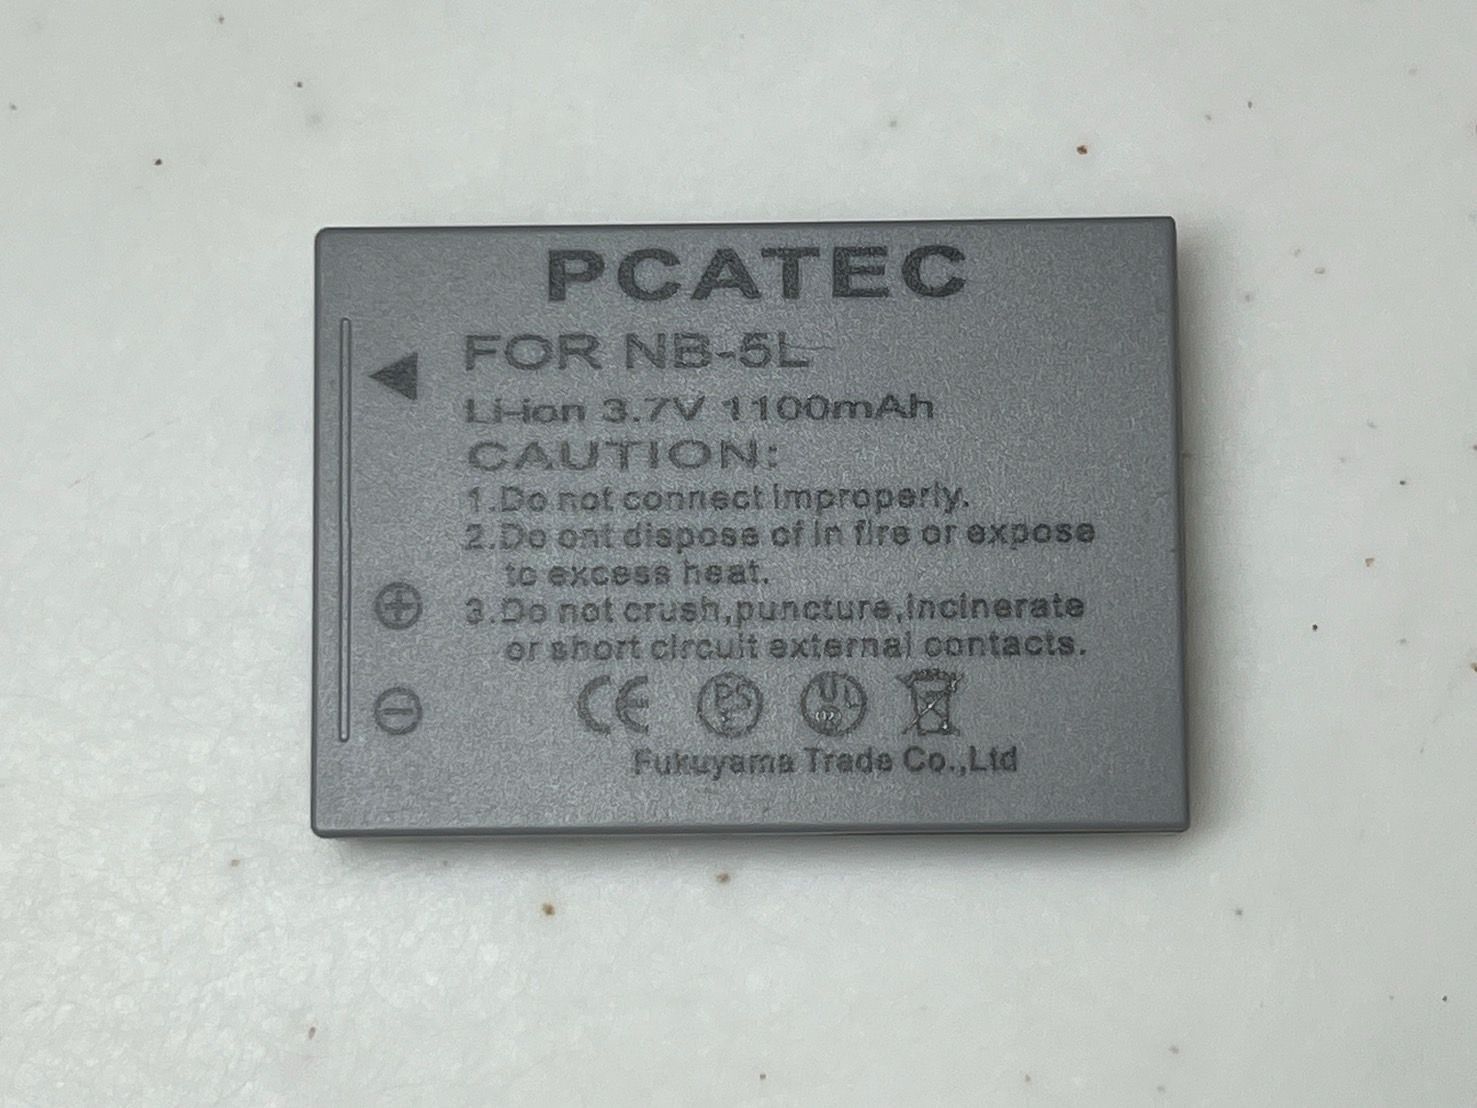 PCATEC
FOR NB-5L
Li-ion 3.7V 1100mAh
CAUTION:
1.Do not connect improperly.
2.Do ont dispose of in fire or expose
to excess heat.
3.Do not crush,puncture,incinerate
or short circuit external contacts.
CE PS E UL
Fukuyama Trade Co.,Ltd